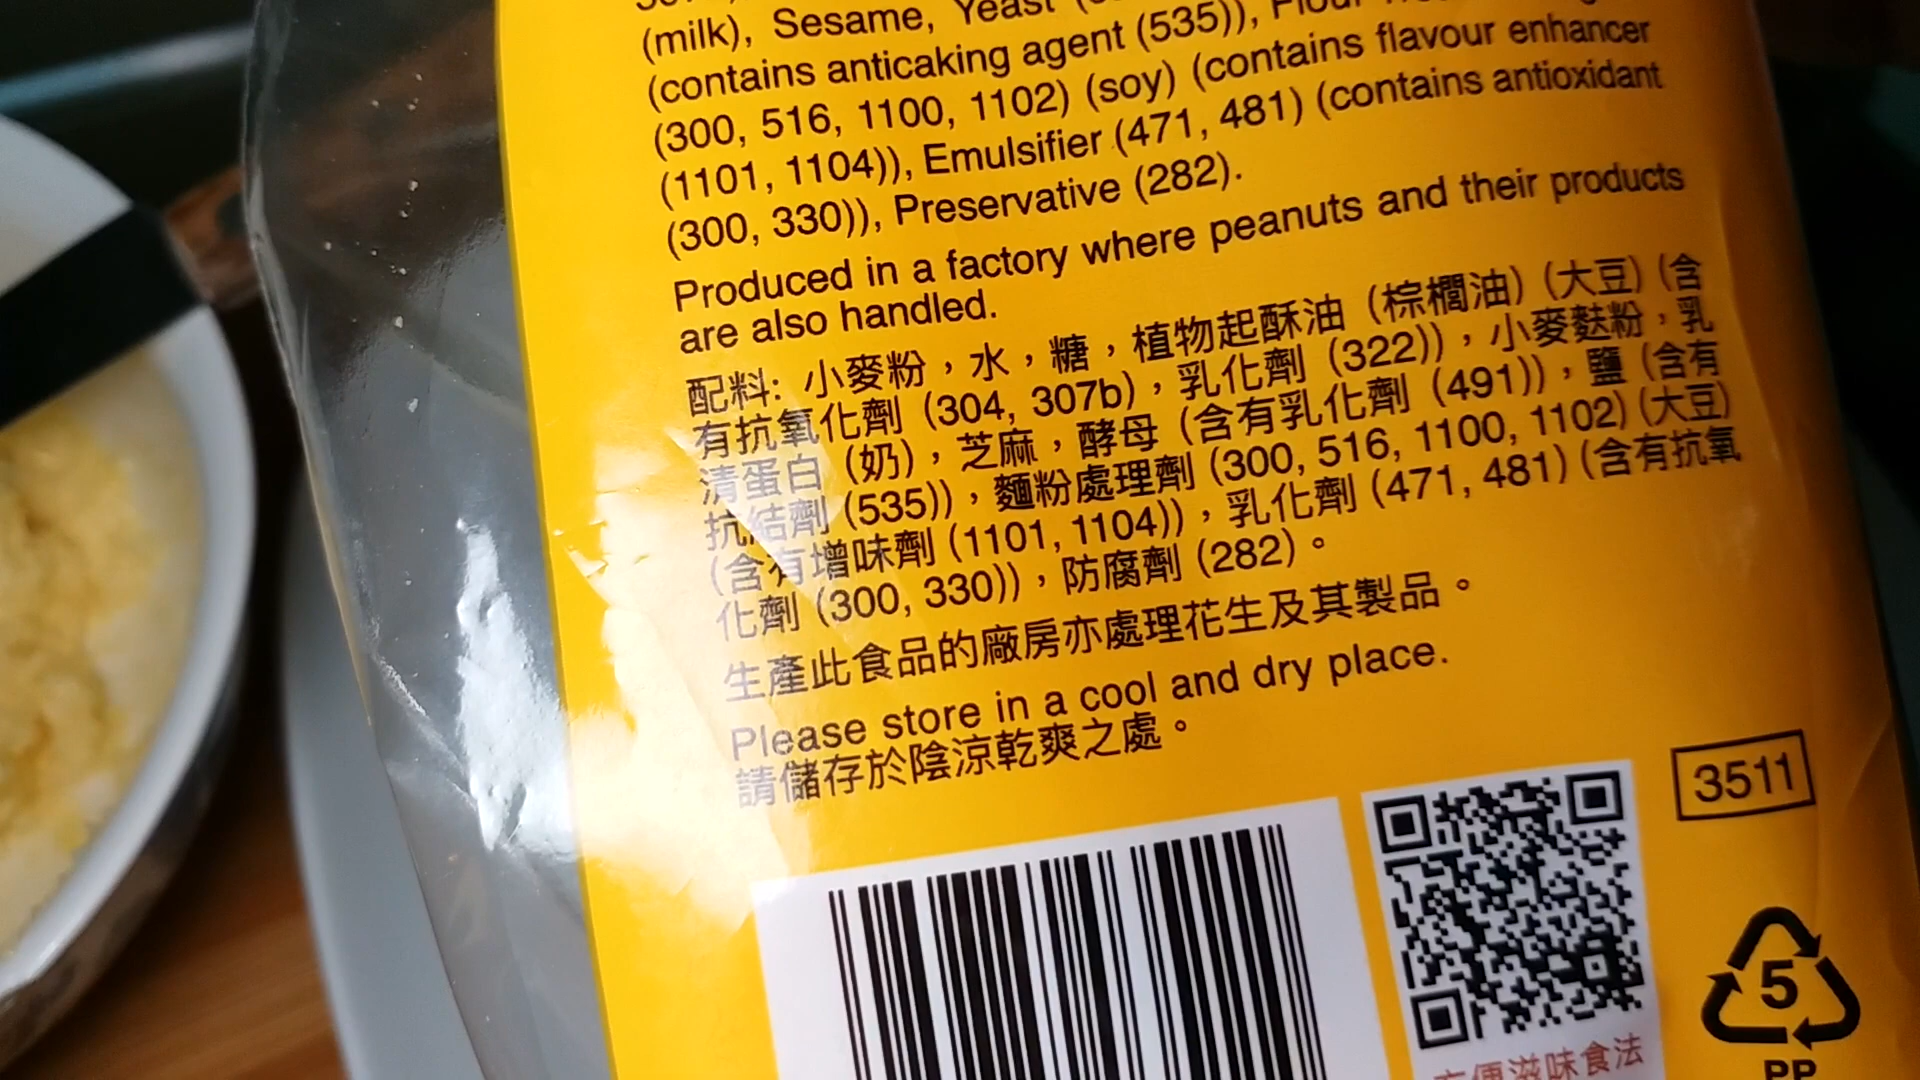 (milk), Sesame, Yeast
(contains anticaking agent (535)),
(300, 516, 1100, 1102) (soy) (contains flavour enhancer
(1101, 1104)), Emulsifier (471, 481) (contains antioxidant
(300, 330)), Preservative (282).
Produced in a factory where peanuts and their products
are also handled.
配料: 小麥粉，水，糖，植物起酥油 (棕櫚油) (大豆) (含
有抗氧化劑 (304, 307b)，乳化劑 (322))，小麥麩粉，乳
清蛋白 (奶)，芝麻，酵母 (含有乳化劑 (491))，鹽 (含有
抗結劑 (535))，麵粉處理劑 (300, 516, 1100, 1102) (大豆)
(含有增味劑 (1101, 1104))，乳化劑 (471, 481) (含有抗氧
化劑 (300, 330))，防腐劑 (282)。
生產此食品的廠房亦處理花生及其製品。
Please store in a cool and dry place.
請儲存於陰涼乾爽之處。
3511
5
PP
方便滋味食法